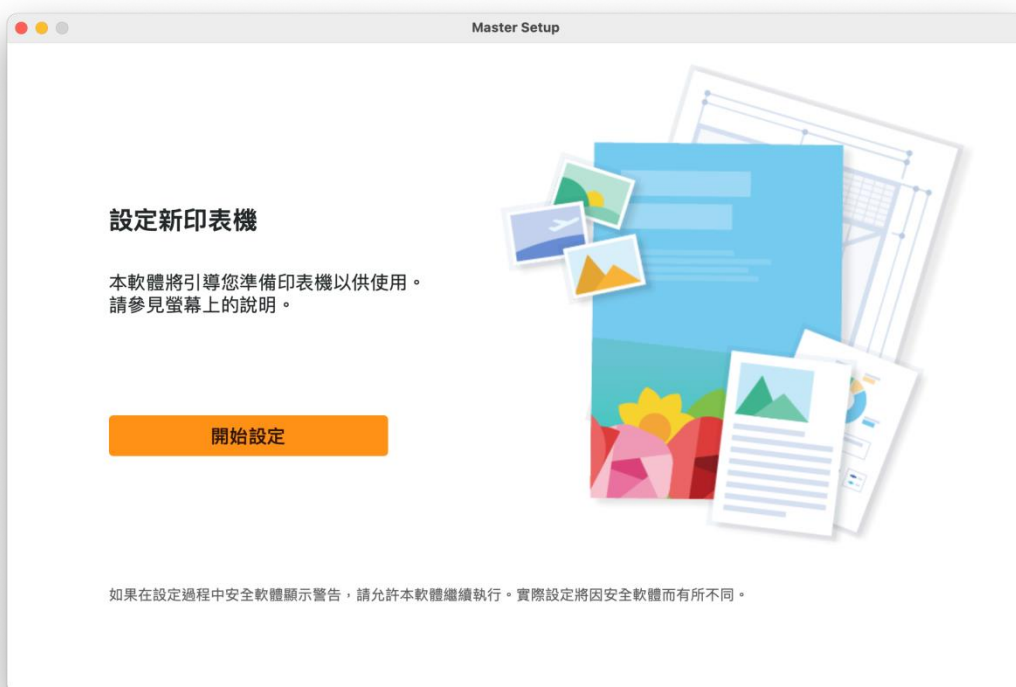 Master Setup
設定新印表機
本軟體將引導您準備印表機以供使用。
請參見螢幕上的說明。
開始設定
如果在設定過程中安全軟體顯示警告，請允許本軟體繼續執行。實際設定將因安全軟體而有所不同。